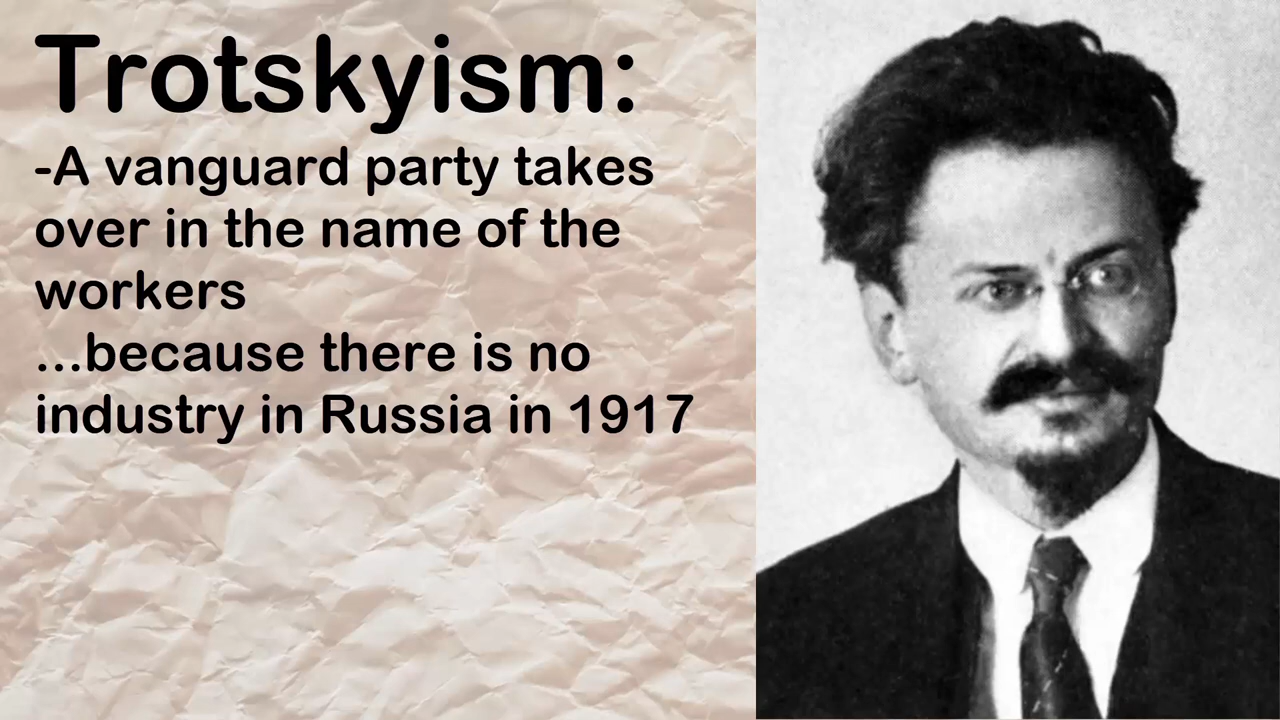 Trotskyism:
-A vanguard party takes
over in the name of the
workers
...because there is no
industry in Russia in 1917